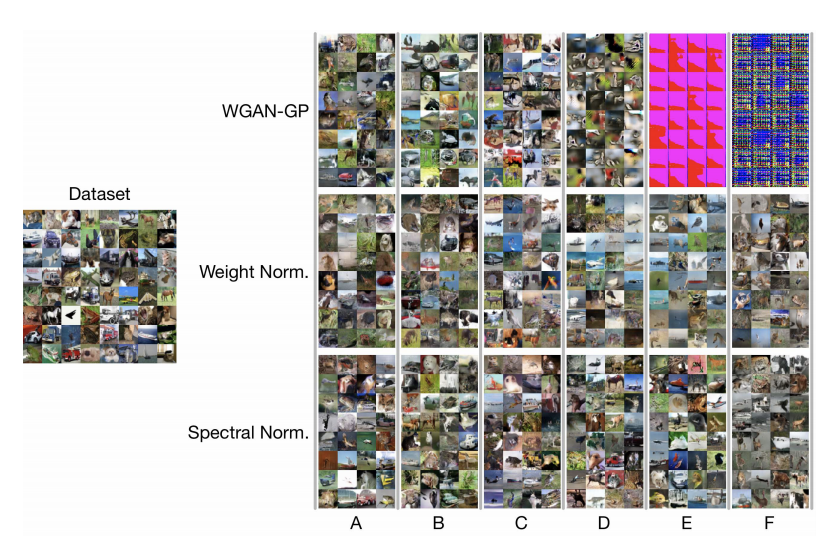 WGAN-GP
Dataset
Weight Norm.
Spectral Norm.
A B C D E F